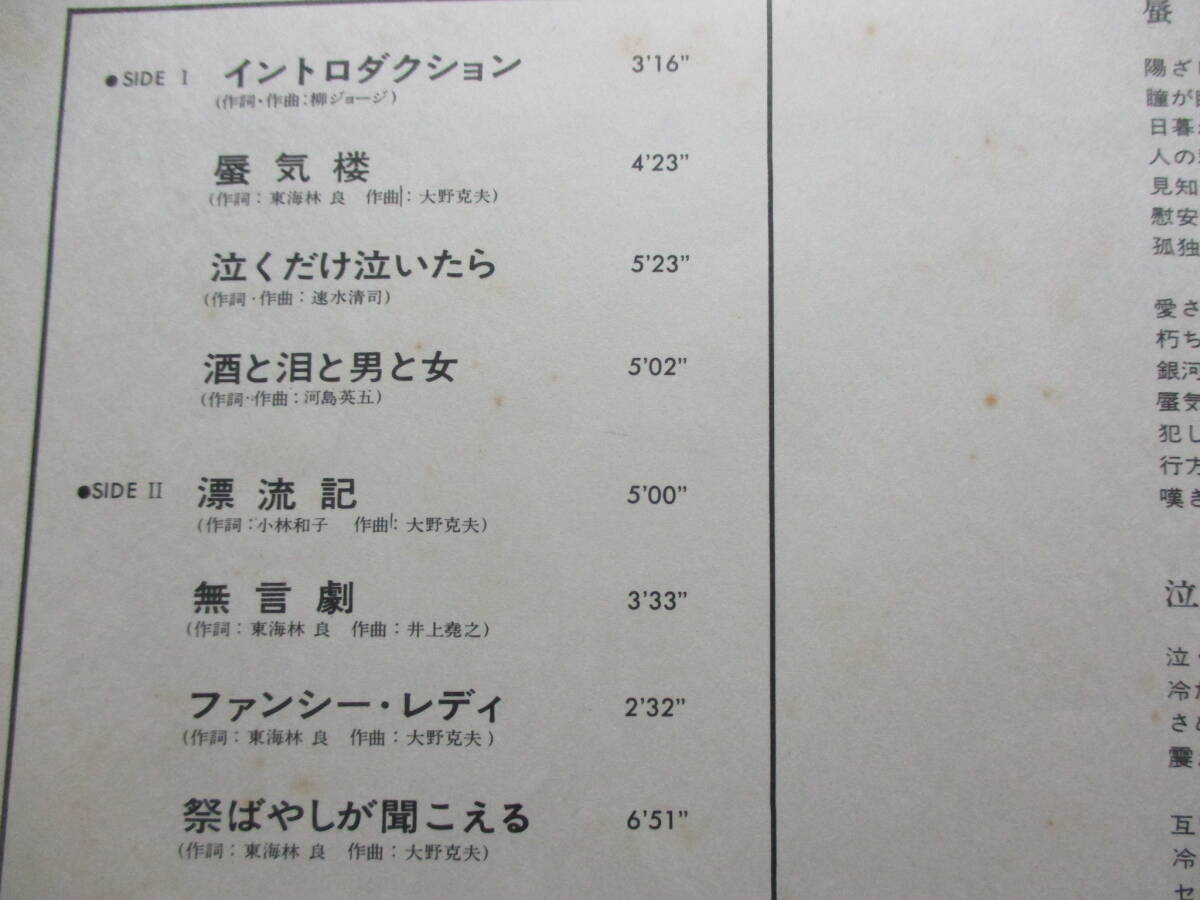 ●SIDE I イントロダクション 3'16"
(作詞・作曲：柳ジョージ)
蜃気楼 4'23"
(作詞：東海林 良 作曲：大野克夫)
泣くだけ泣いたら 5'23"
(作詞・作曲：速水清司)
酒と泪と男と女 5'02"
(作詞・作曲：河島英五)
●SIDE II 漂流記 5'00"
(作詞：小林和子 作曲：大野克夫)
無言劇 3'33"
(作詞：東海林 良 作曲：井上堯之)
ファンシー・レディ 2'32"
(作詞：東海林 良 作曲：大野克夫)
祭ばやしが聞こえる 6'51"
(作詞：東海林 良 作曲：大野克夫)
蜃
陽ざ
瞳が
日暮
人の
見知
慰安
孤独
愛さ
朽ち
銀河
蜃気
犯し
行方
嘆き
泣
泣
冷
さ
震
互
冷
セ